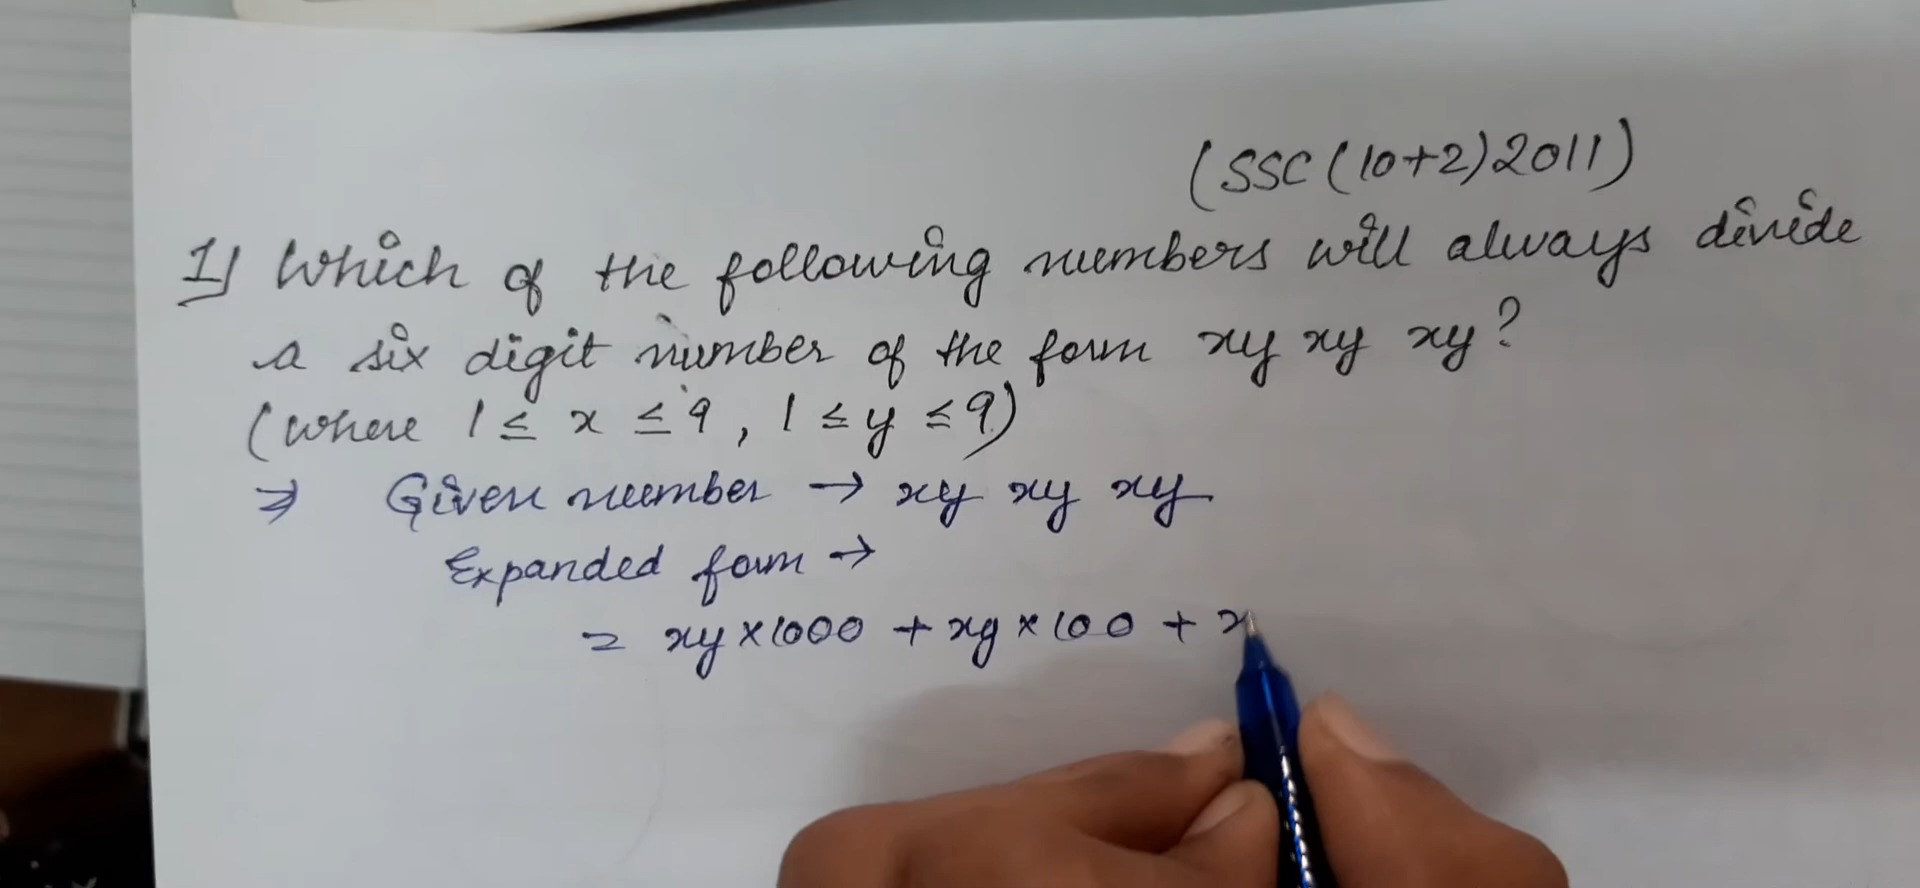 (SSC (10+2) 2011)
1) Which of the following numbers will always divide
a six digit number of the form xy xy xy?
(where 1 ≤ x ≤ 9, 1 ≤ y ≤ 9)
⇒ Given number → xy xy xy
Expanded form →
= xy × 1000 + xy × 100 + x